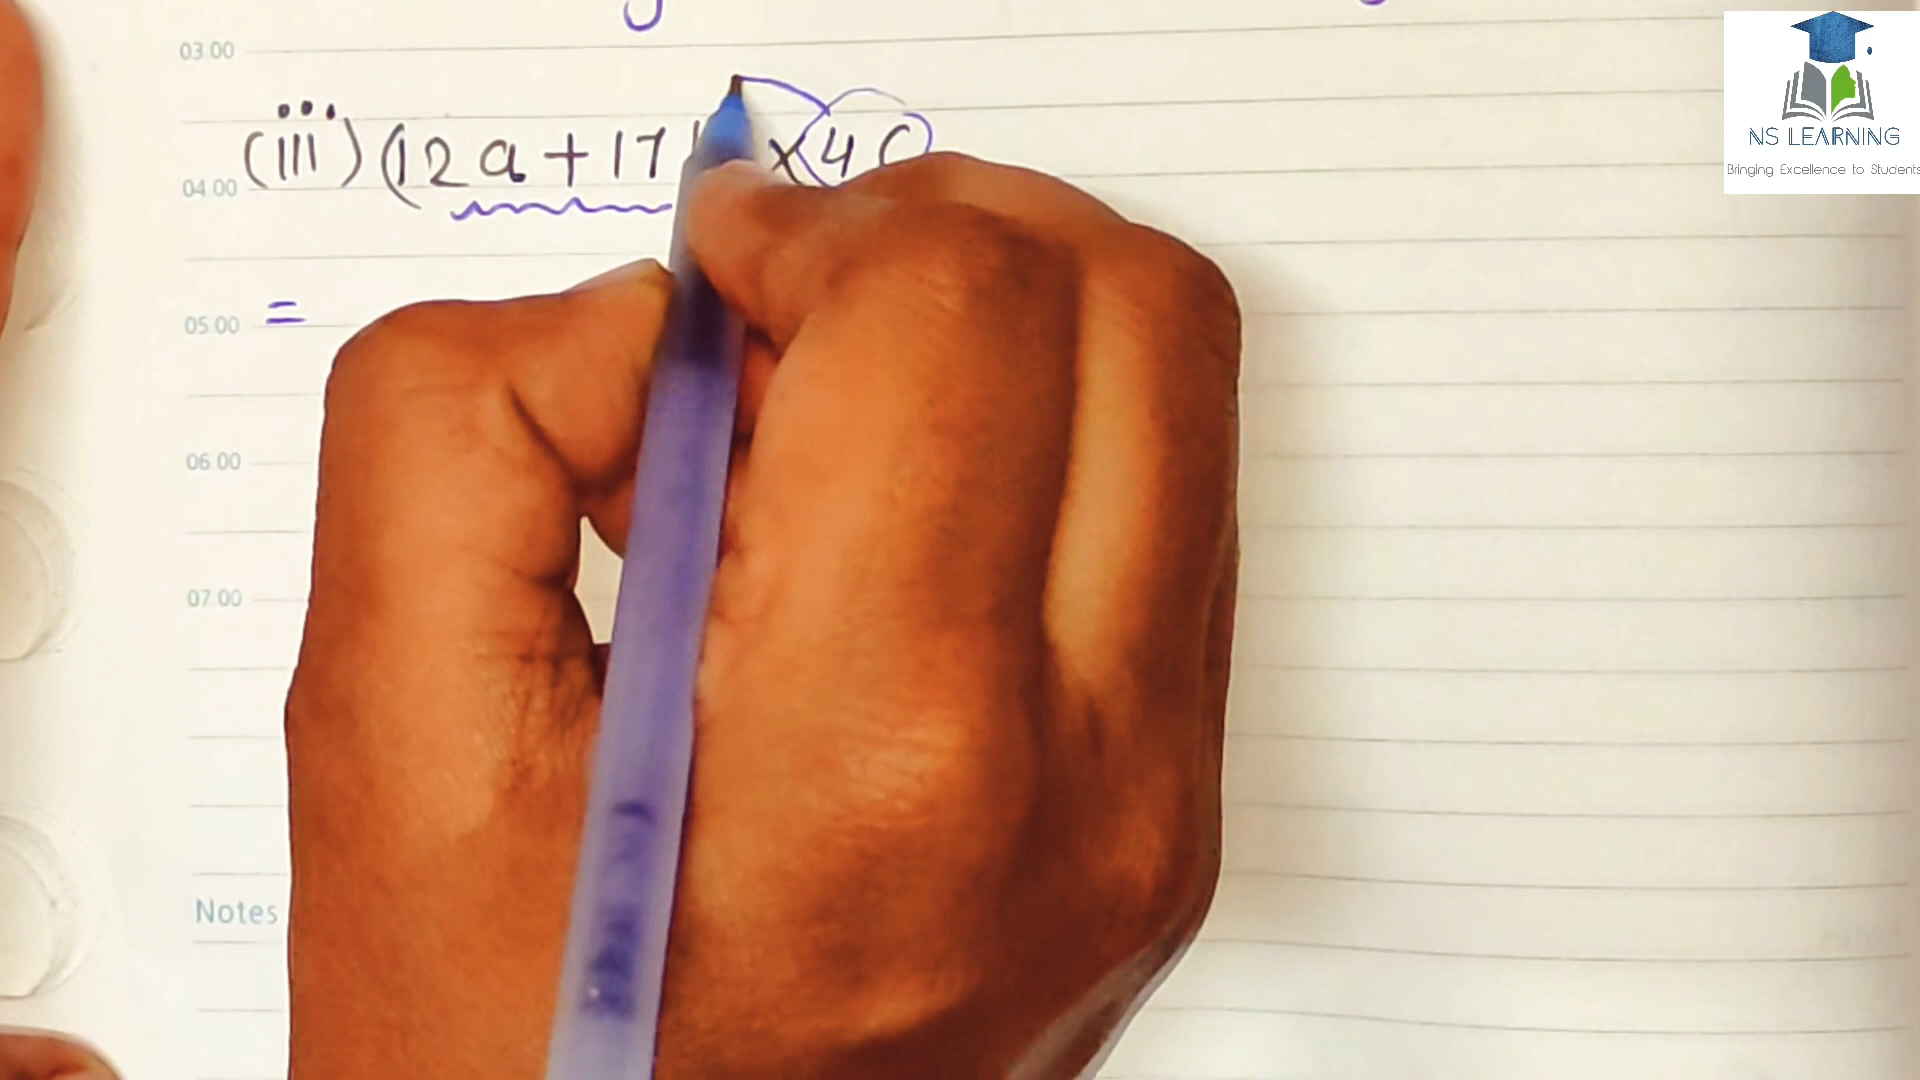 03:00
(iii) (12a + 17 × 4c
04:00
05:00 =
06:00
07:00
Notes
NS LEARNING
Bringing Excellence to Students